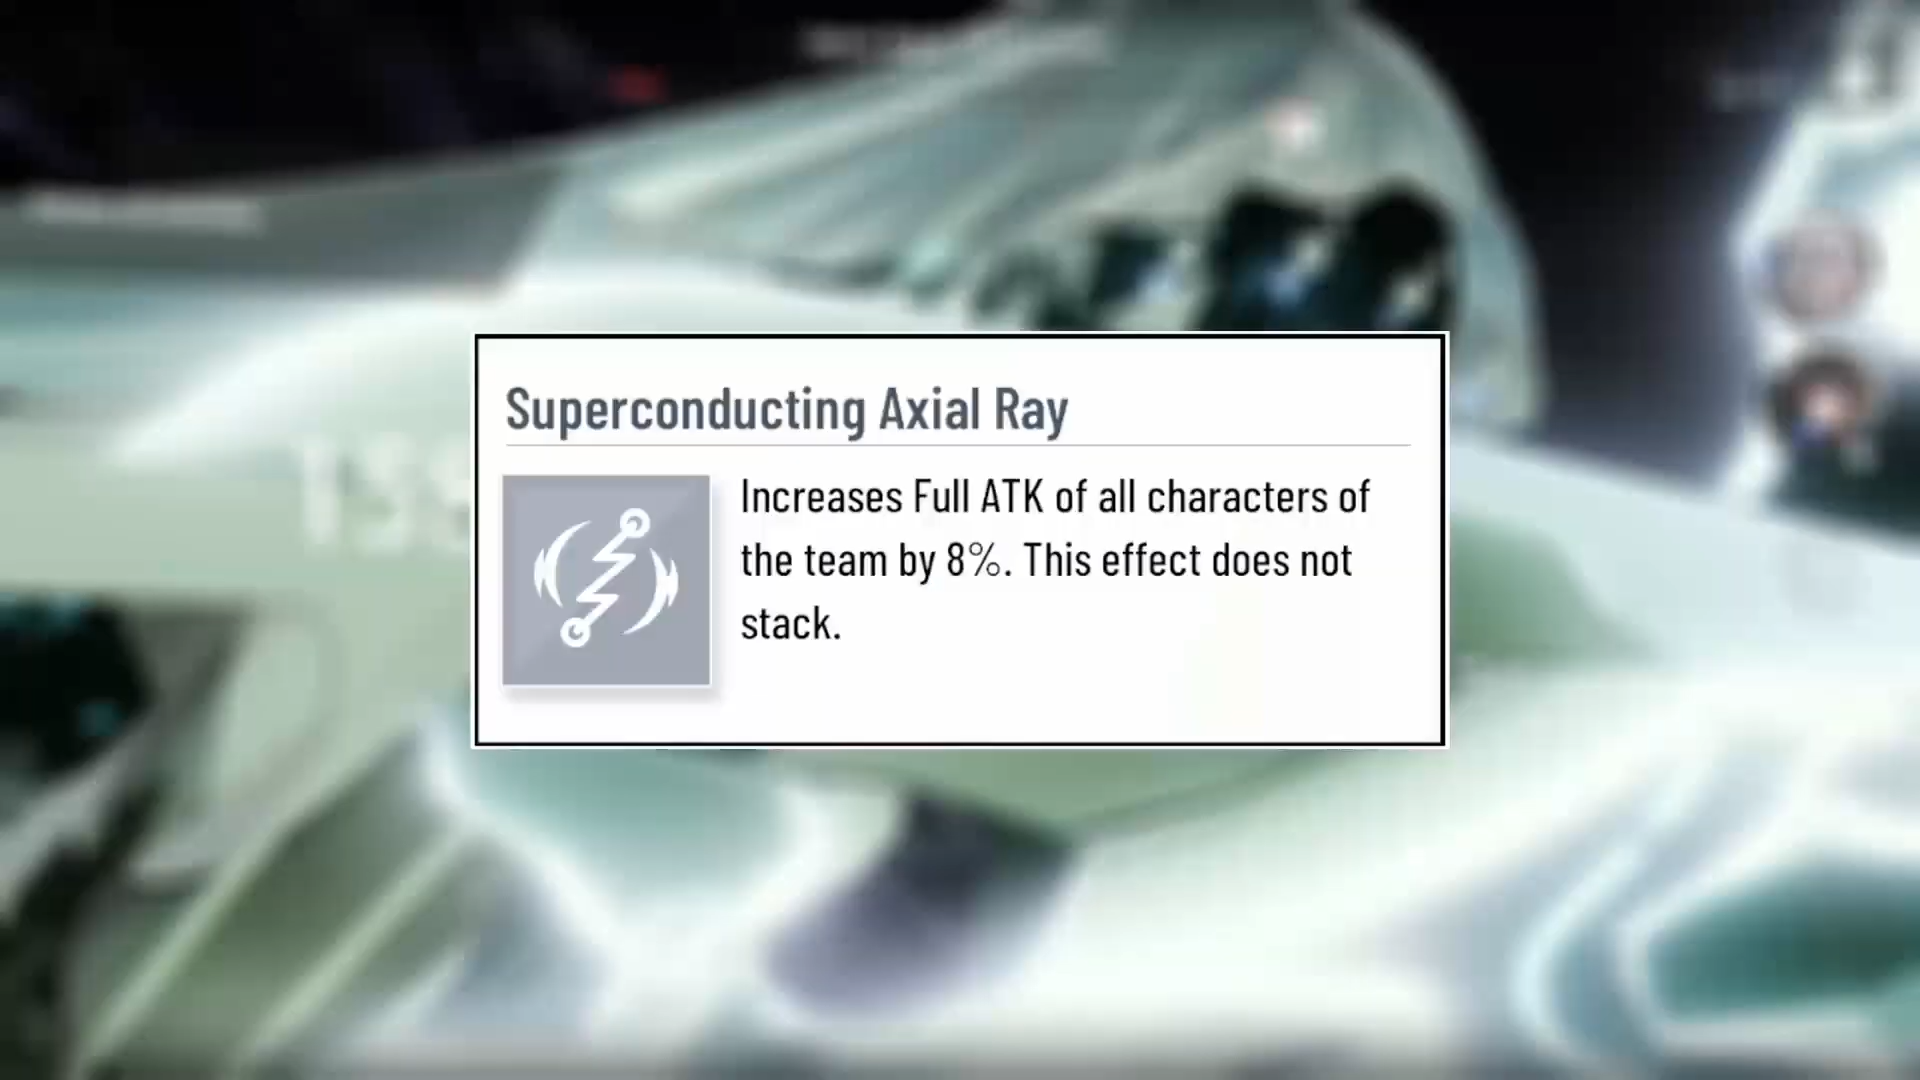 Superconducting Axial Ray
Increases Full ATK of all characters of
the team by 8%. This effect does not
stack.